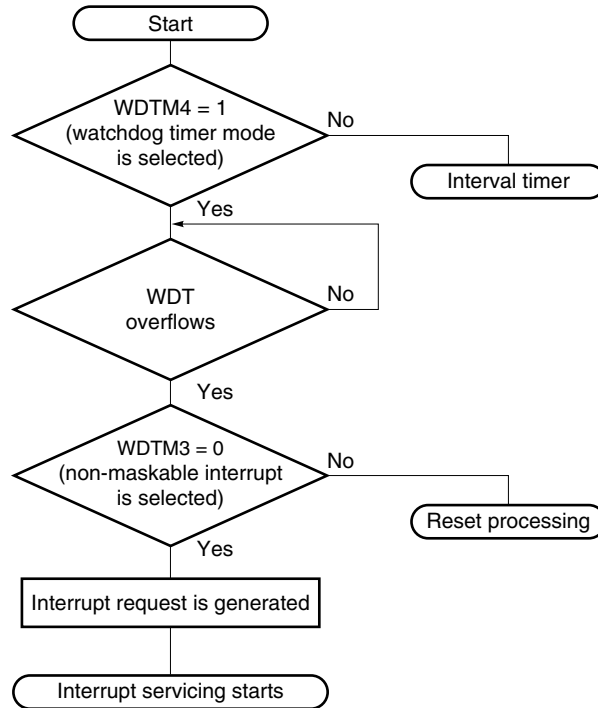 Start
WDTM4 = 1
(watchdog timer mode
is selected)
No
Interval timer
Yes
WDT
overflows
No
Yes
WDTM3 = 0
(non-maskable interrupt
is selected)
No
Reset processing
Yes
Interrupt request is generated
Interrupt servicing starts